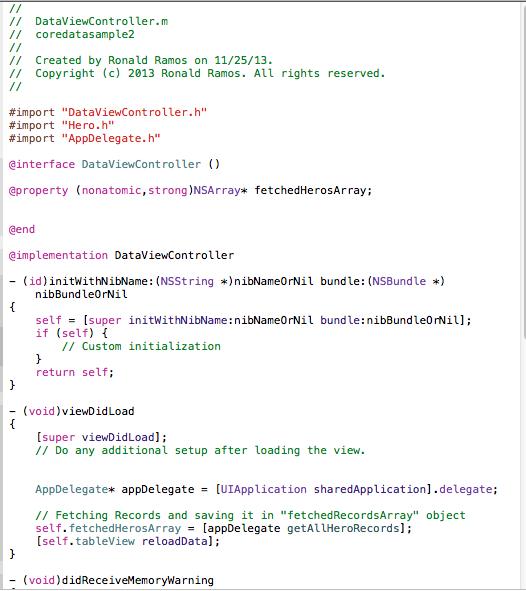 //
//  DataViewController.m
//  coredatasample2
//
//  Created by Ronald Ramos on 11/25/13.
//  Copyright (c) 2013 Ronald Ramos. All rights reserved.
//
#import "DataViewController.h"
#import "Hero.h"
#import "AppDelegate.h"
@interface DataViewController ()
@property (nonatomic,strong)NSArray* fetchedHerosArray;
@end
@implementation DataViewController
- (id)initWithNibName:(NSString *)nibNameOrNil bundle:(NSBundle *)
    nibBundleOrNil
{
    self = [super initWithNibName:nibNameOrNil bundle:nibBundleOrNil];
    if (self) {
        // Custom initialization
    }
    return self;
}
- (void)viewDidLoad
{
    [super viewDidLoad];
    // Do any additional setup after loading the view.
    AppDelegate* appDelegate = [UIApplication sharedApplication].delegate;
    // Fetching Records and saving it in "fetchedRecordsArray" object
    self.fetchedHerosArray = [appDelegate getAllHeroRecords];
    [self.tableView reloadData];
}
- (void)didReceiveMemoryWarning